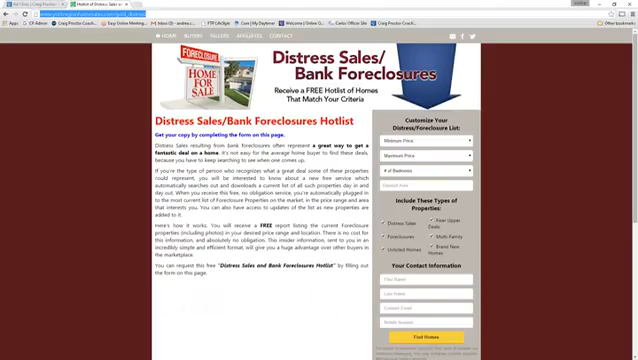 HOME BUYERS SELLERS AFFILIATES CONTACT
FORECLOSURE
HOME
FOR
SALE
Distress Sales/
Bank Foreclosures
Receive a FREE Hotlist of Homes
That Match Your Criteria
Distress Sales/Bank Foreclosures Hotlist
Get your copy by completing the form on this page.
Distress Sales resulting from bank foreclosures often represent a great way to get a
fantastic deal on a home. It's not easy for the average home buyer to find these deals,
because you have to keep searching to see when one comes up.
If you're the type of person who recognizes what a great deal some of these properties
could represent, you will be interested to know about a new free service which
automatically searches out and downloads a current list of all such properties day in and
day out. When you receive this free, no obligation service, you're automatically plugged in
to the most current list of Foreclosure Properties on the market, in the price range and area
that interests you. You can also have access to updates of the list as new properties are
added to it.
Here's how it works. You will receive a FREE report listing the current Foreclosure
properties (including photos) in your desired price range and location. There is no cost for
this information, and absolutely no obligation. This insider information, sent to you in an
incredibly simple and efficient format, will give you a huge advantage over other buyers in
the marketplace.
You can request this free "Distress Sales and Bank Foreclosures Hotlist" by filling out
the form on this page.
Customize Your
Distress/Foreclosure List:
Minimum Price
Maximum Price
# of Bedrooms
Desired Area
Include These Types of
Properties:
Distress Sales
Fixer Upper
Deals
Foreclosures
Multi-Family
Unlisted Homes
Brand New
Homes
Your Contact Information
First Name
Last Name
Current Email
Mobile Number
Find Homes